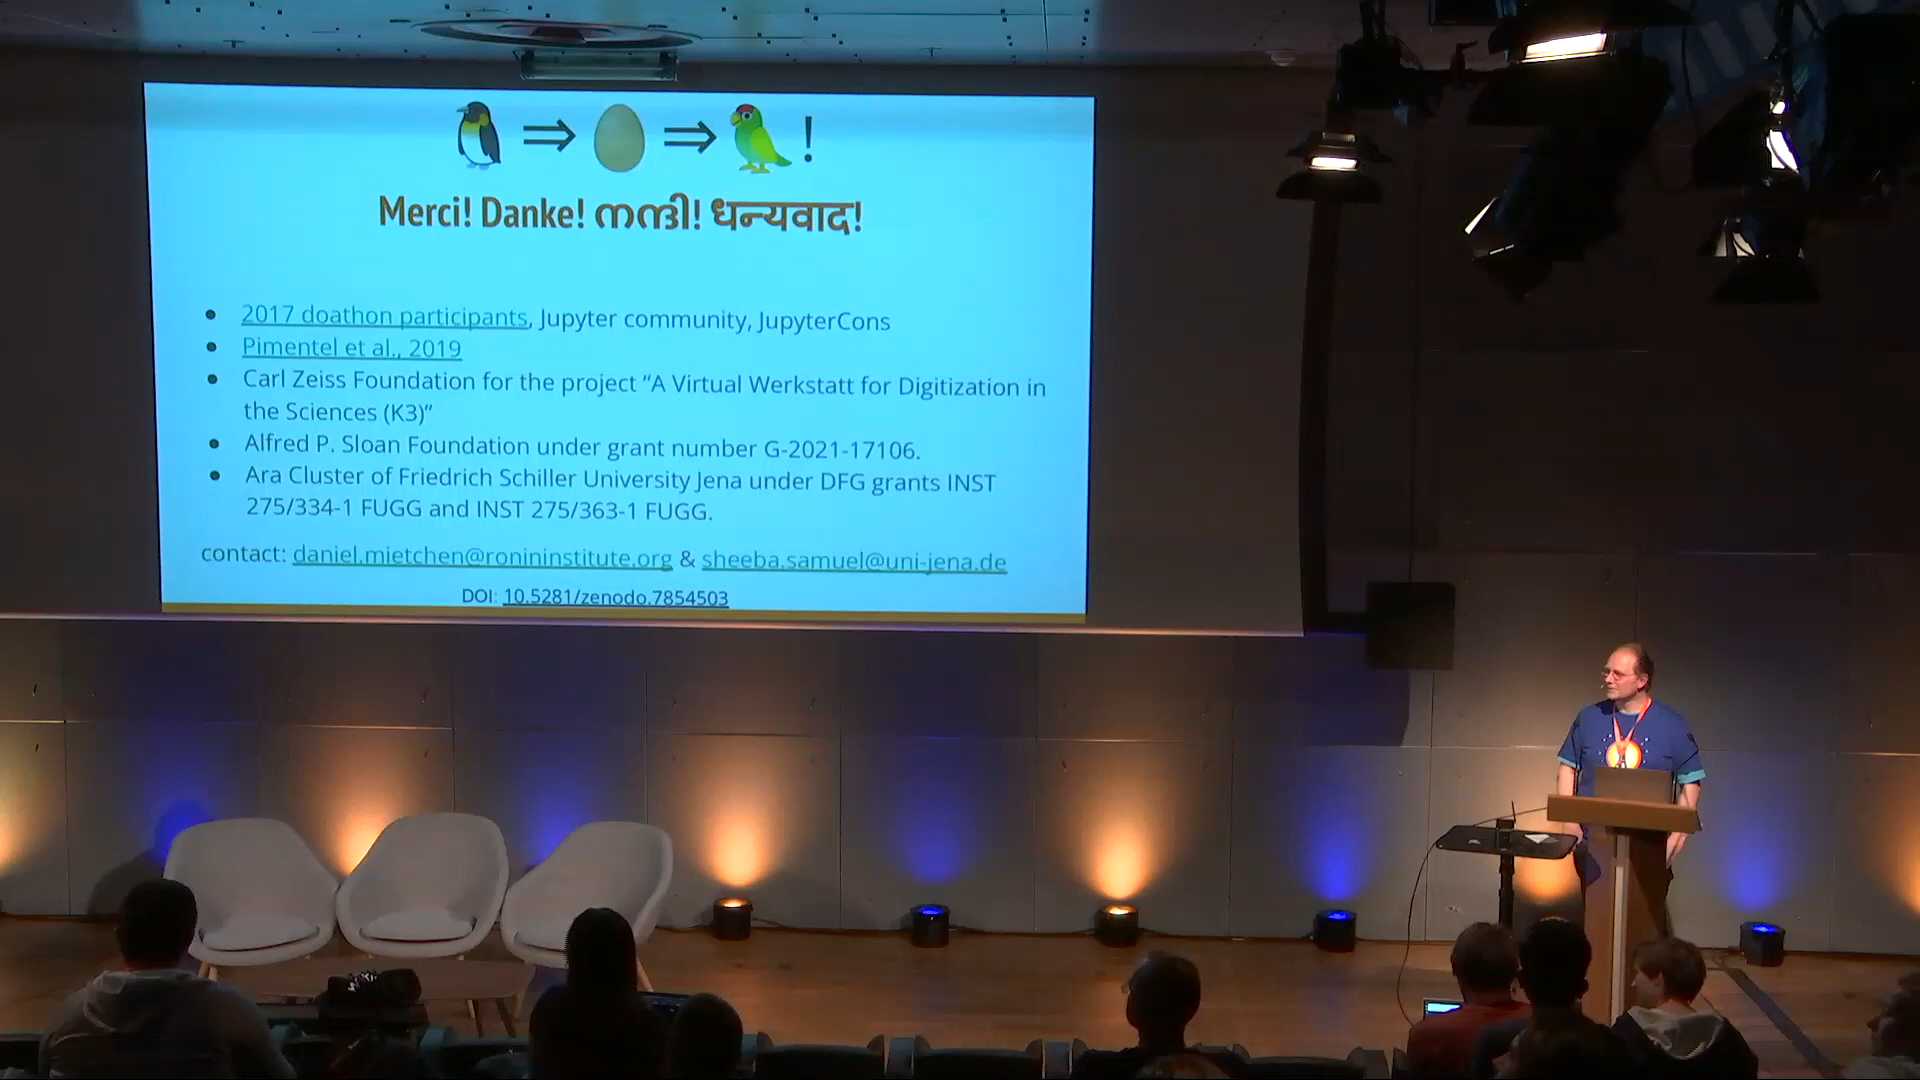 ⇒ ⇒ !
Merci! Danke! നന്ദി! धन्यवाद!
● 2017 doathon participants, Jupyter community, JupyterCons
● Pimentel et al., 2019
● Carl Zeiss Foundation for the project “A Virtual Werkstatt for Digitization in
the Sciences (K3)”
● Alfred P. Sloan Foundation under grant number G-2021-17106.
● Ara Cluster of Friedrich Schiller University Jena under DFG grants INST
275/334-1 FUGG and INST 275/363-1 FUGG.
contact: daniel.mietchen@ronininstitute.org & sheeba.samuel@uni-jena.de
DOI: 10.5281/zenodo.7854503